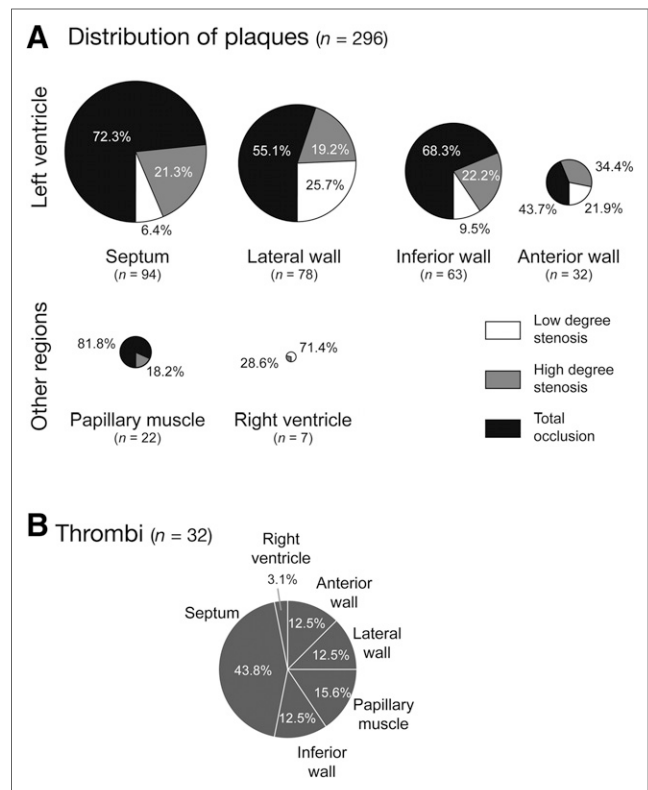 A Distribution of plaques (n = 296)
Left ventricle
72.3%
21.3%
6.4%
Septum
(n = 94)
55.1%
19.2%
25.7%
Lateral wall
(n = 78)
68.3%
22.2%
9.5%
Inferior wall
(n = 63)
34.4%
43.7%
21.9%
Anterior wall
(n = 32)
Other regions
81.8%
18.2%
Papillary muscle
(n = 22)
71.4%
28.6%
Right ventricle
(n = 7)
Low degree
stenosis
High degree
stenosis
Total
occlusion
B Thrombi (n = 32)
Right
ventricle
3.1%
Anterior
wall
12.5%
Septum
43.8%
Lateral
wall
12.5%
15.6%
Papillary
muscle
12.5%
Inferior
wall